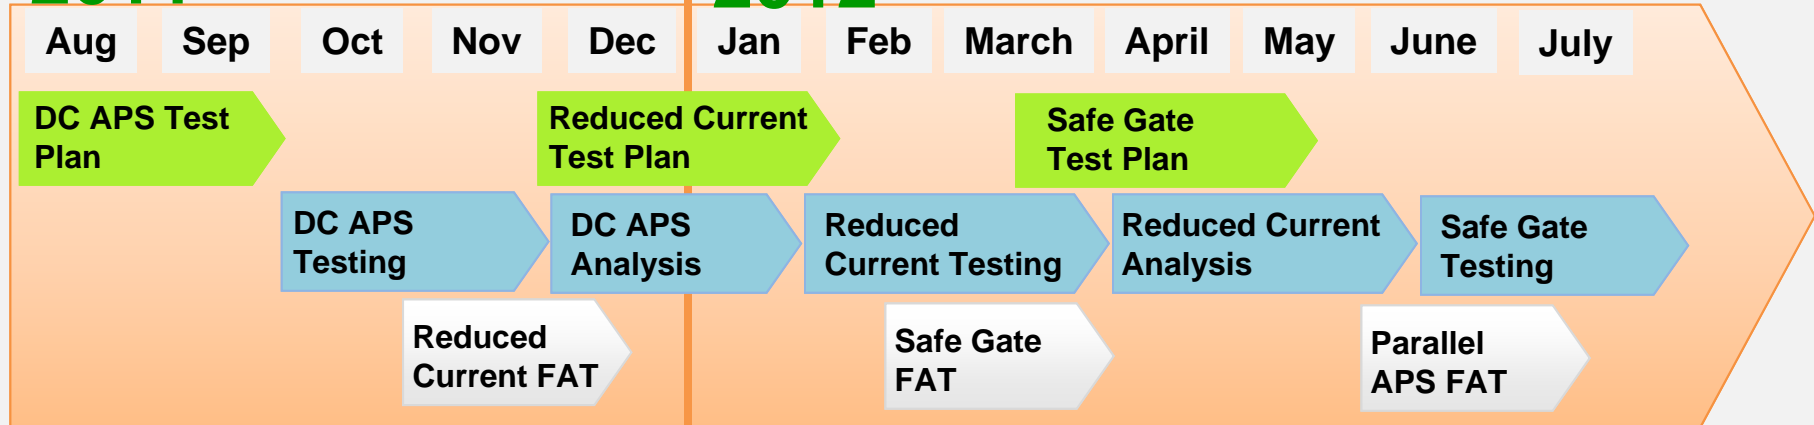 2011
2012
Aug Sep Oct Nov Dec Jan Feb March April May June July
DC APS Test
Plan
Reduced Current
Test Plan
Safe Gate
Test Plan
DC APS
Testing
DC APS
Analysis
Reduced
Current Testing
Reduced Current
Analysis
Safe Gate
Testing
Reduced
Current FAT
Safe Gate
FAT
Parallel
APS FAT